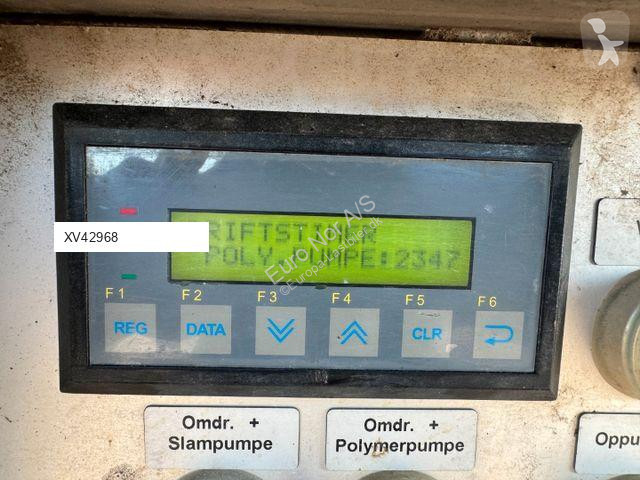 XV42968
RIFTSTIMER
POLY.PUMPE:2347
Euro Nor A/S
F1 F2 F3 F4 F5 F6
REG DATA CLR
Omdr. +
Slampumpe
Omdr. +
Polymerpumpe
Oppu